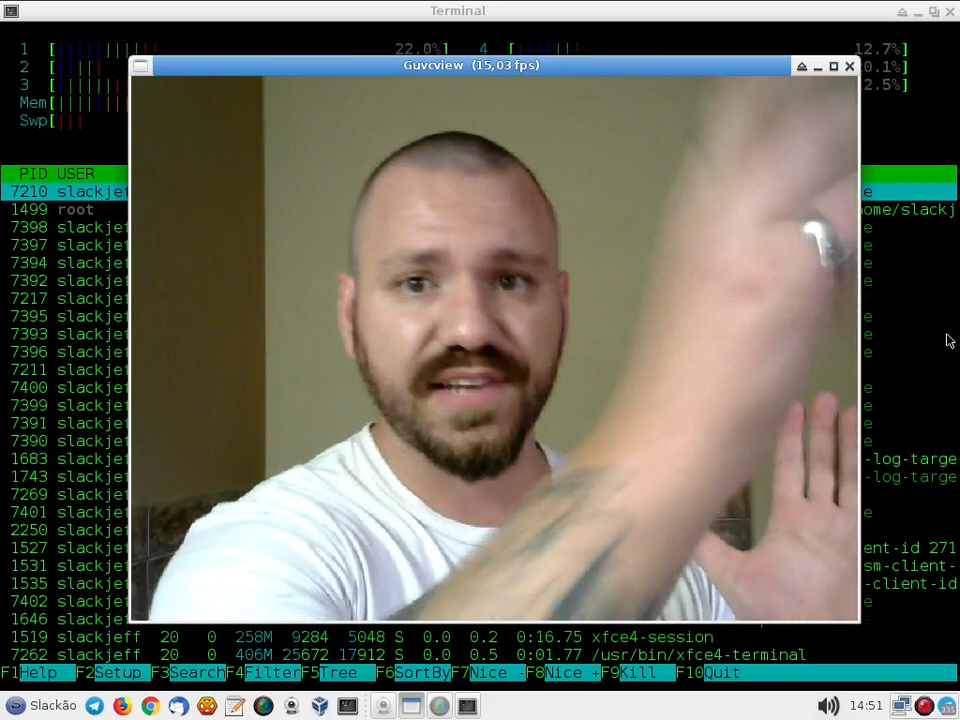 Terminal
1 [ 22.0%] 4 [ 12.7%]
2 [ 0.1%]
3 [ 2.5%]
Mem[
Swp[
Guvcview (15,03 fps)
PID USER
7210 slackjef e
1499 root home/slackj
7398 slackjef e
7397 slackjef e
7394 slackjef e
7392 slackjef e
7217 slackjef e
7395 slackjef e
7393 slackjef e
7396 slackjef e
7211 slackjef
7400 slackjef e
7399 slackjef e
7391 slackjef e
7390 slackjef e
1683 slackjef -log-targe
1743 slackjef -log-targe
7269 slackjef
7401 slackjef e
2250 slackjef
1527 slackjef ent-id 271
1531 slackjef sm-client-
1535 slackjef -client-id
7402 slackjef e
1646 slackjef
1519 slackjeff 20 0 258M 9284 5048 S 0.0 0.2 0:16.75 xfce4-session
7262 slackjeff 20 0 406M 25672 17912 S 0.0 0.5 0:01.77 /usr/bin/xfce4-terminal
F1Help F2Setup F3Search F4Filter F5Tree F6SortBy F7Nice - F8Nice + F9Kill F10Quit
Slackão 14:51 335